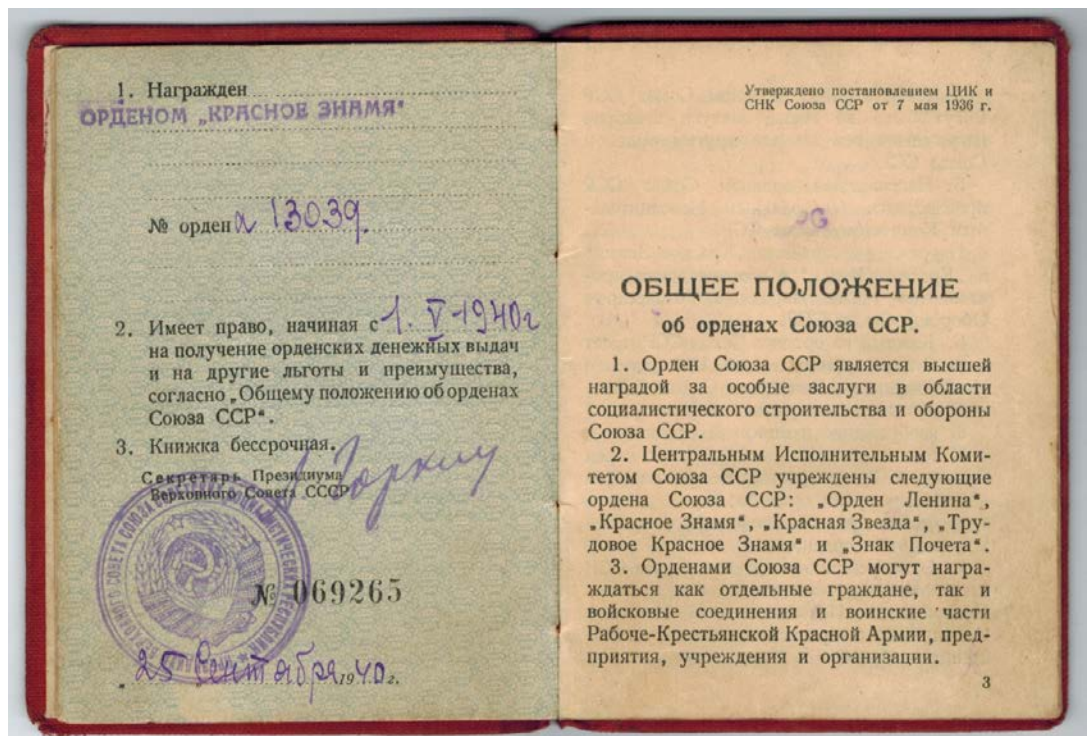 1. Награжден
ОРДЕНОМ „КРАСНОЕ ЗНАМЯ"
№ орден а 13039.
2. Имеет право, начиная с 1. V 1940г
на получение орденских денежных выдач
и на другие льготы и преимущества,
согласно „Общему положению об орденах
Союза ССР".
3. Книжка бессрочная.
Секретарь Президиума
Верховного Совета СССР
№ 069265
25 Сентября 1940 г.
Утверждено постановлением ЦИК и
СНК Союза ССР от 7 мая 1936 г.
ОБЩЕЕ ПОЛОЖЕНИЕ
об орденах Союза ССР.
1. Орден Союза ССР является высшей
наградой за особые заслуги в области
социалистического строительства и обороны
Союза ССР.
2. Центральным Исполнительным Коми-
тетом Союза ССР учреждены следующие
ордена Союза ССР: „Орден Ленина",
„Красное Знамя", „Красная Звезда", „Тру-
довое Красное Знамя" и „Знак Почета".
3. Орденами Союза ССР могут награ-
ждаться как отдельные граждане, так и
войсковые соединения и воинские части
Рабоче-Крестьянской Красной Армии, пред-
приятия, учреждения и организации.
3